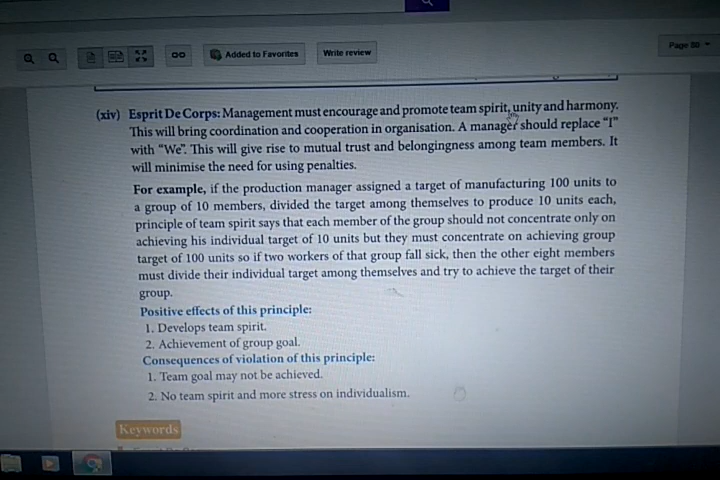 Added to Favorites
Write review
Page
(xiv) Esprit De Corps: Management must encourage and promote team spirit, unity and harmony.
This will bring coordination and cooperation in organisation. A manager should replace "I"
with "We". This will give rise to mutual trust and belongingness among team members. It
will minimise the need for using penalties.
For example, if the production manager assigned a target of manufacturing 100 units to
a group of 10 members, divided the target among themselves to produce 10 units each,
principle of team spirit says that each member of the group should not concentrate only on
achieving his individual target of 10 units but they must concentrate on achieving group
target of 100 units so if two workers of that group fall sick, then the other eight members
must divide their individual target among themselves and try to achieve the target of their
group.
Positive effects of this principle:
1. Develops team spirit.
2. Achievement of group goal.
Consequences of violation of this principle:
1. Team goal may not be achieved.
2. No team spirit and more stress on individualism.
Keywords